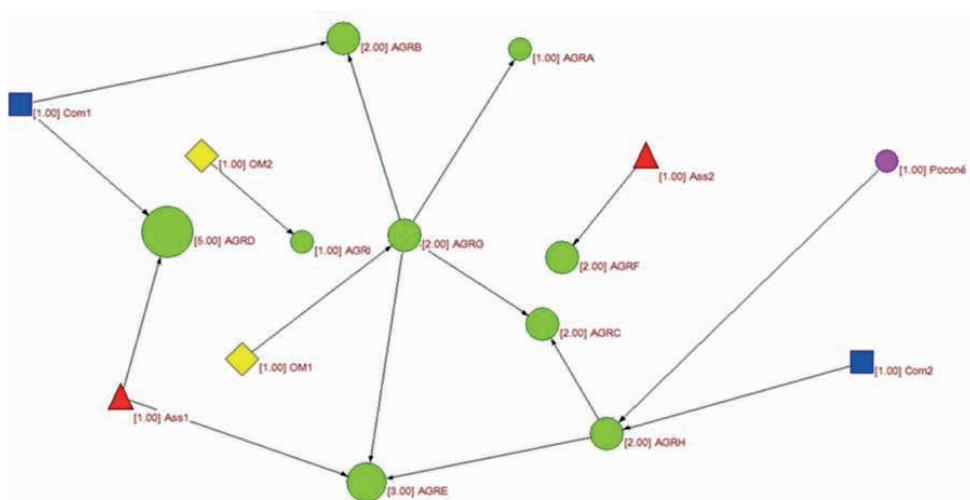 [2.00] AGRB
[1.00] AGRA
[1.00] Com1
[1.00] OM2
[1.00] Ass2
[1.00] Poconé
[5.00] AGRD
[1.00] AGRI
[2.00] AGRG
[2.00] AGRF
[2.00] AGRC
[1.00] OM1
[1.00] Com2
[1.00] Ass1
[2.00] AGRH
[3.00] AGRE